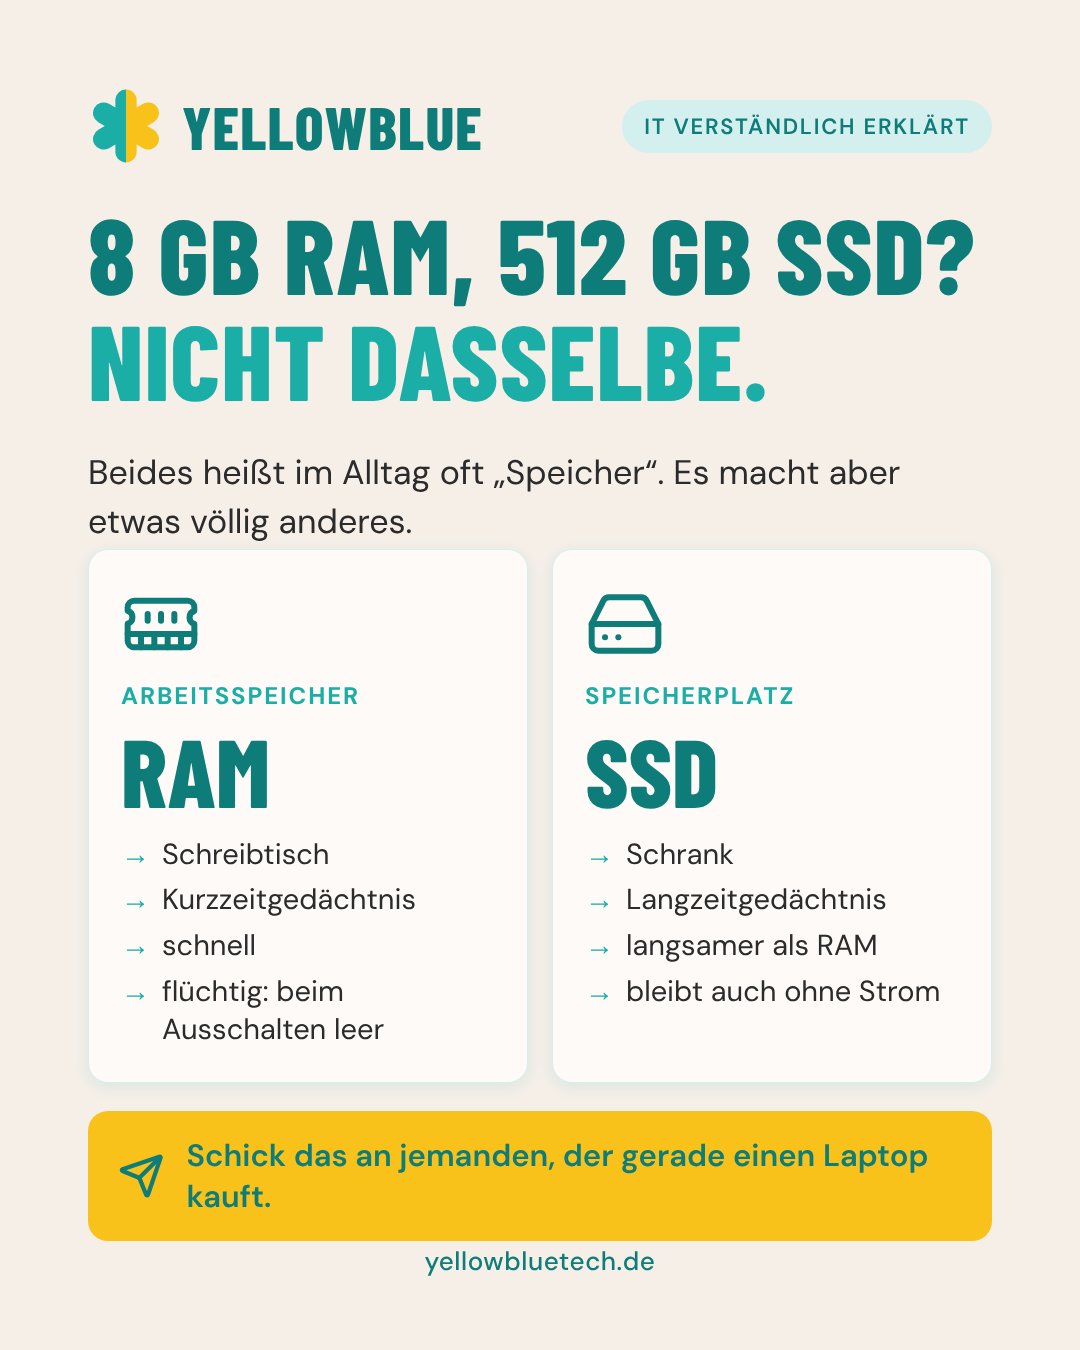 YELLOWBLUE
IT VERSTÄNDLICH ERKLÄRT
8 GB RAM, 512 GB SSD?
NICHT DASSELBE.
Beides heißt im Alltag oft „Speicher“. Es macht aber
etwas völlig anderes.
ARBEITSSPEICHER
RAM
→ Schreibtisch
→ Kurzzeitgedächtnis
→ schnell
→ flüchtig: beim
Ausschalten leer
SPEICHERPLATZ
SSD
→ Schrank
→ Langzeitgedächtnis
→ langsamer als RAM
→ bleibt auch ohne Strom
Schick das an jemanden, der gerade einen Laptop
kauft.
yellowbluetech.de